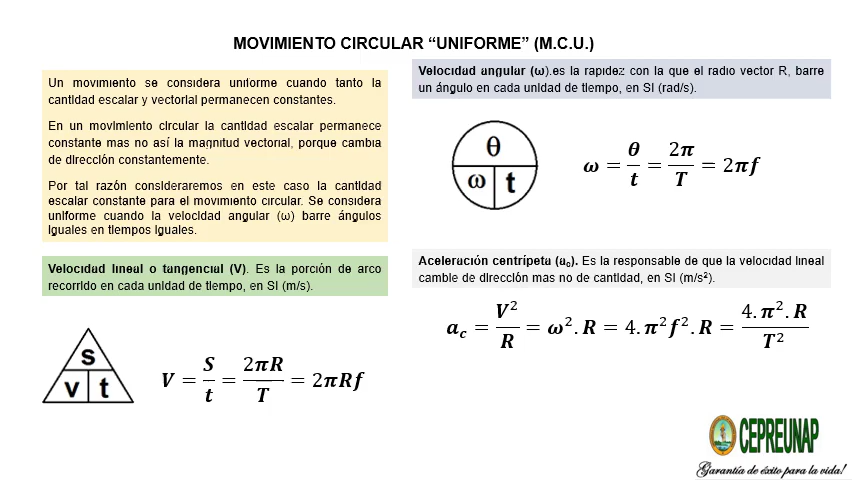 MOVIMIENTO CIRCULAR “UNIFORME” (M.C.U.)
Un movimiento se considera uniforme cuando tanto la
cantidad escalar y vectorial permanecen constantes.
En un movimiento circular la cantidad escalar permanece
constante mas no así la magnitud vectorial, porque cambia
de dirección constantemente.
Por tal razón consideraremos en este caso la cantidad
escalar constante para el movimiento circular. Se considera
uniforme cuando la velocidad angular (ω) barre ángulos
iguales en tiempos iguales.
Velocidad lineal o tangencial (V). Es la porción de arco
recorrido en cada unidad de tiempo, en SI (m/s).
s
v t
V = S/t = 2πR/T = 2πRf
Velocidad angular (ω).es la rapidez con la que el radio vector R, barre
un ángulo en cada unidad de tiempo, en SI (rad/s).
θ
ω t
ω = θ/t = 2π/T = 2πf
Aceleración centrípeta (a꜀). Es la responsable de que la velocidad lineal
cambie de dirección mas no de cantidad, en SI (m/s²).
a꜀ = V²/R = ω².R = 4.π²f².R = 4.π².R/T²
CEPREUNAP
Garantía de éxito para la vida!